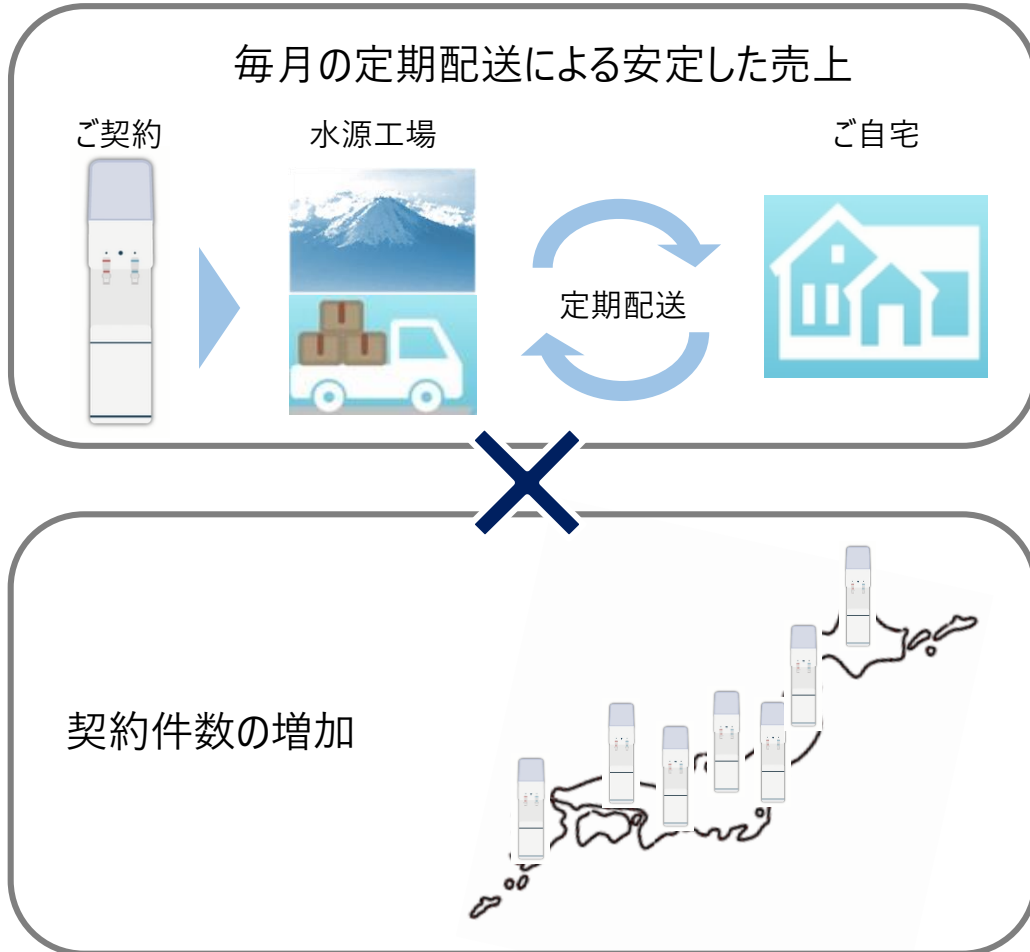 毎月の定期配送による安定した売上
ご契約
水源工場
ご自宅
定期配送
契約件数の増加